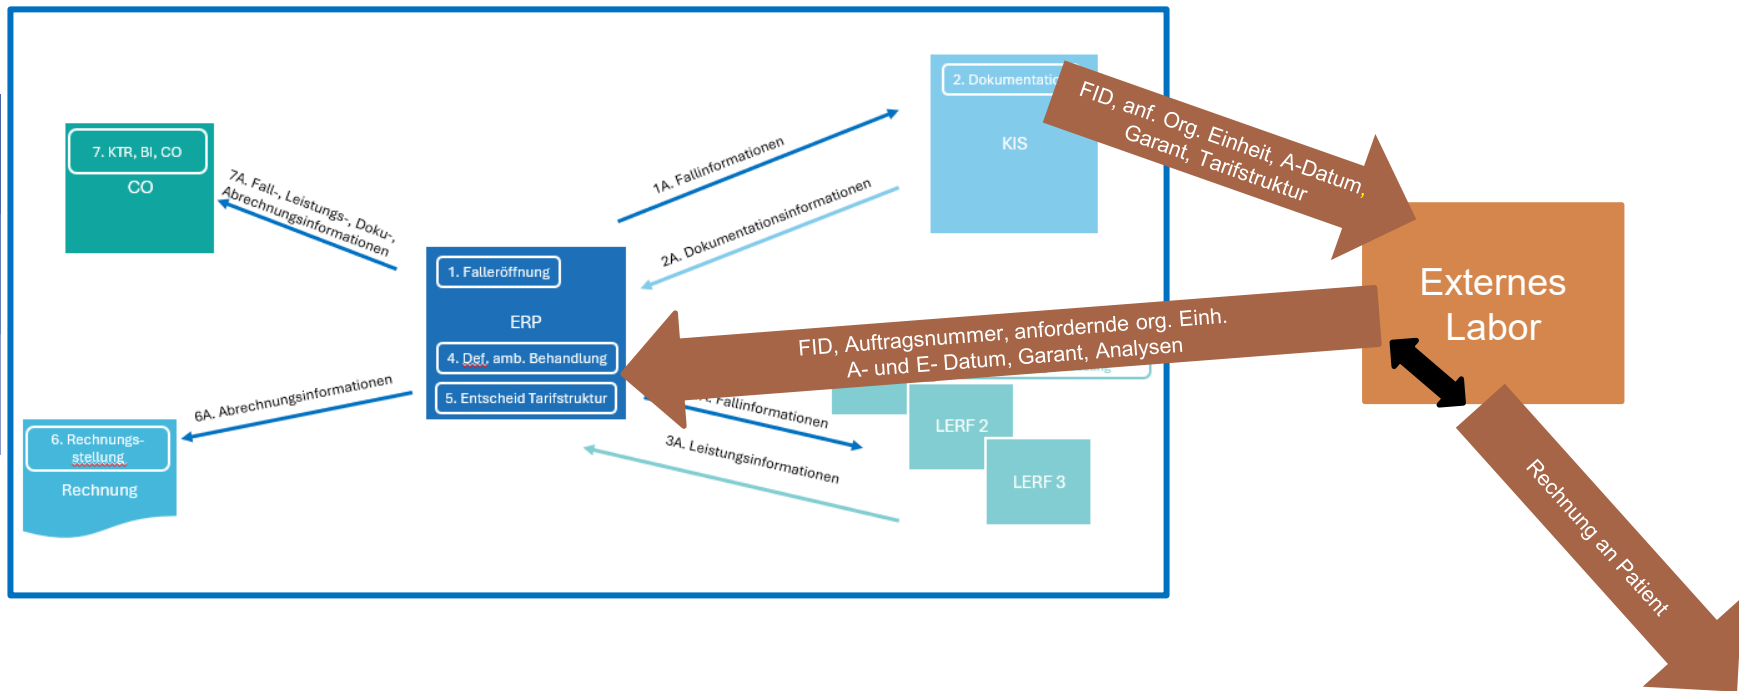 7. KTR, BI, CO
CO
7A. Fall-, Leistungs-, Doku-,
Abrechnungsinformationen
1. Falleröffnung
ERP
4. Def. amb. Behandlung
5. Entscheid Tarifstruktur
6A. Abrechnungsinformationen
6. Rechnungs-
stellung
Rechnung
1A. Fallinformationen
2A. Dokumentationsinformationen
2. Dokumentatio
KIS
FID, anf. Org. Einheit, A-Datum,
Garant, Tarifstruktur
Externes
Labor
FID, Auftragsnummer, anfordernde org. Einh.
A- und E- Datum, Garant, Analysen
Fallinformationen
3A. Leistungsinformationen
LERF 2
LERF 3
Rechnung an Patient